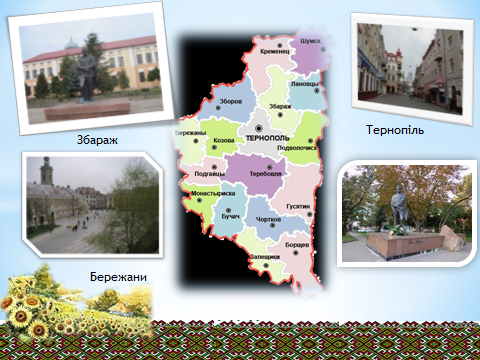 Збараж
Тернопіль
Бережани
Шумск
Кременец
Лановцы
Зборов
Збараж
Бережаны
ТЕРНОПОЛЬ
Козова
Подволочиск
Подгайцы
Теребовля
Монастыриска
Гусятин
Бучач
Чортков
Борщев
Залещики